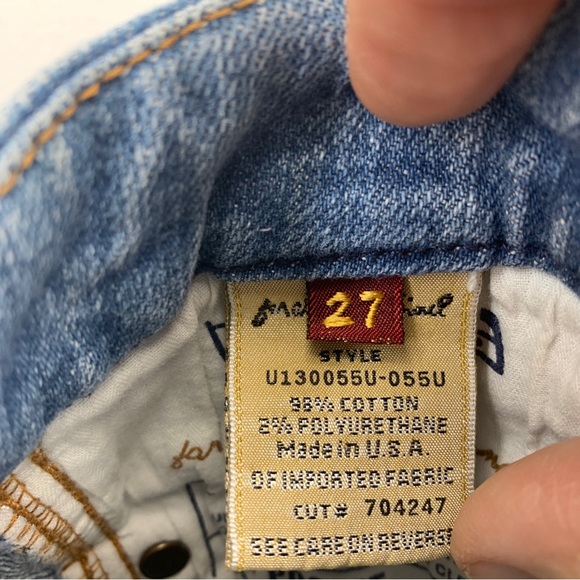 27
STYLE
U130055U-055U
98% COTTON
2% POLYURETHANE
Made in U.S.A.
OF IMPORTED FABRIC
CUT# 704247
SEE CARE ON REVERSE